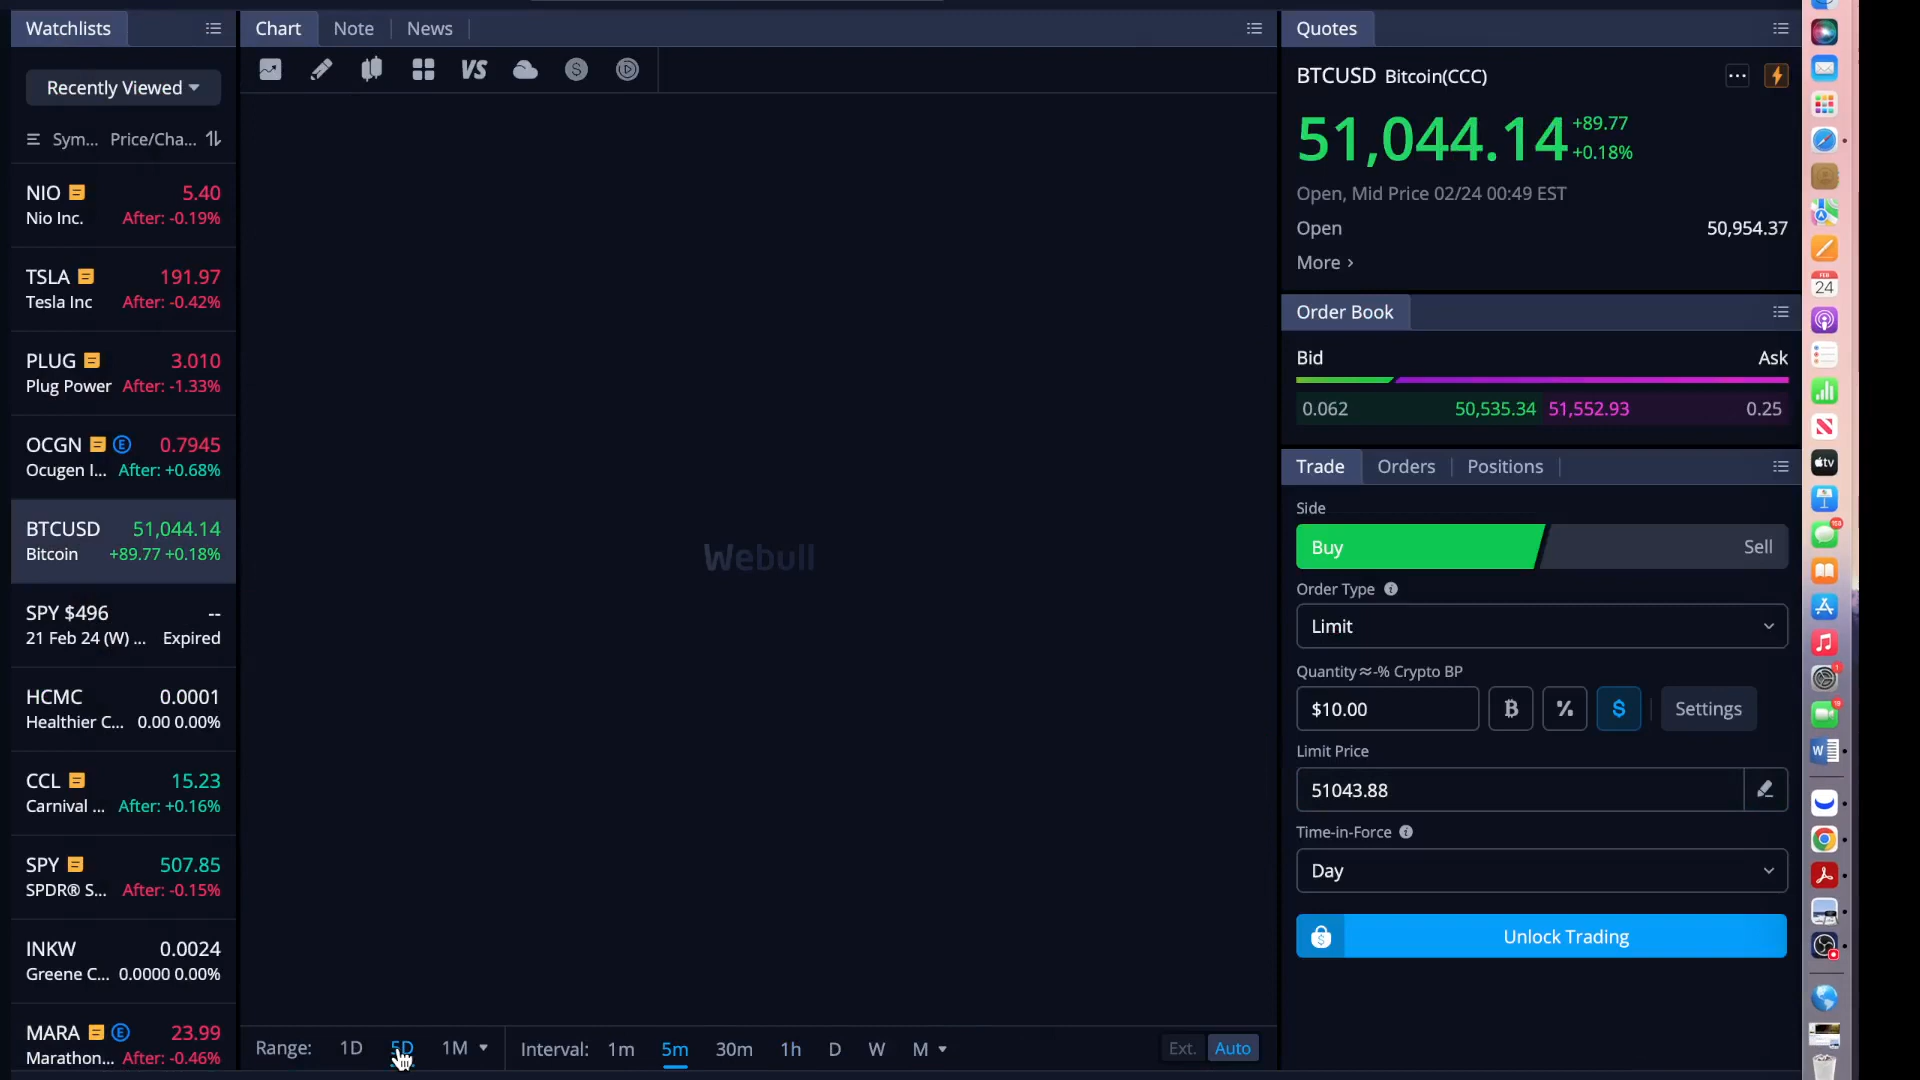 Watchlists
Recently Viewed
Sym... Price/Cha...
NIO 5.40
Nio Inc. After: -0.19%
TSLA 191.97
Tesla Inc After: -0.42%
PLUG 3.010
Plug Power After: -1.33%
OCGN E 0.7945
Ocugen I... After: +0.68%
BTCUSD 51,044.14
Bitcoin +89.77 +0.18%
SPY $496 --
21 Feb 24 (W) ... Expired
HCMC 0.0001
Healthier C... 0.00 0.00%
CCL 15.23
Carnival ... After: +0.16%
SPY 507.85
SPDR® S... After: -0.15%
INKW 0.0024
Greene C... 0.0000 0.00%
MARA E 23.99
Marathon... After: -0.46%
Chart Note News
VS
Webull
Range: 1D 5D 1M Interval: 1m 5m 30m 1h D W M Ext. Auto
Quotes
BTCUSD Bitcoin(CCC)
51,044.14 +89.77
+0.18%
Open, Mid Price 02/24 00:49 EST
Open 50,954.37
More
Order Book
Bid Ask
0.062 50,535.34 51,552.93 0.25
Trade Orders Positions
Side
Buy Sell
Order Type
Limit
Quantity≈-% Crypto BP
$10.00 % $ Settings
Limit Price
51043.88
Time-in-Force
Day
Unlock Trading
FEB
24
tv
W